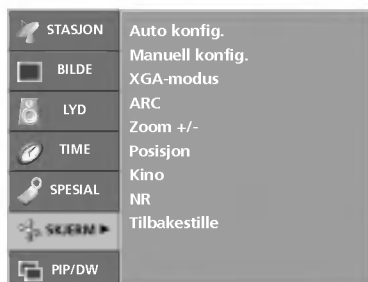 STASJON
BILDE
LYD
TIME
SPESIAL
SKJERM
PIP/DW
Auto konfig.
Manuell konfig.
XGA-modus
ARC
Zoom +/-
Posisjon
Kino
NR
Tilbakestille